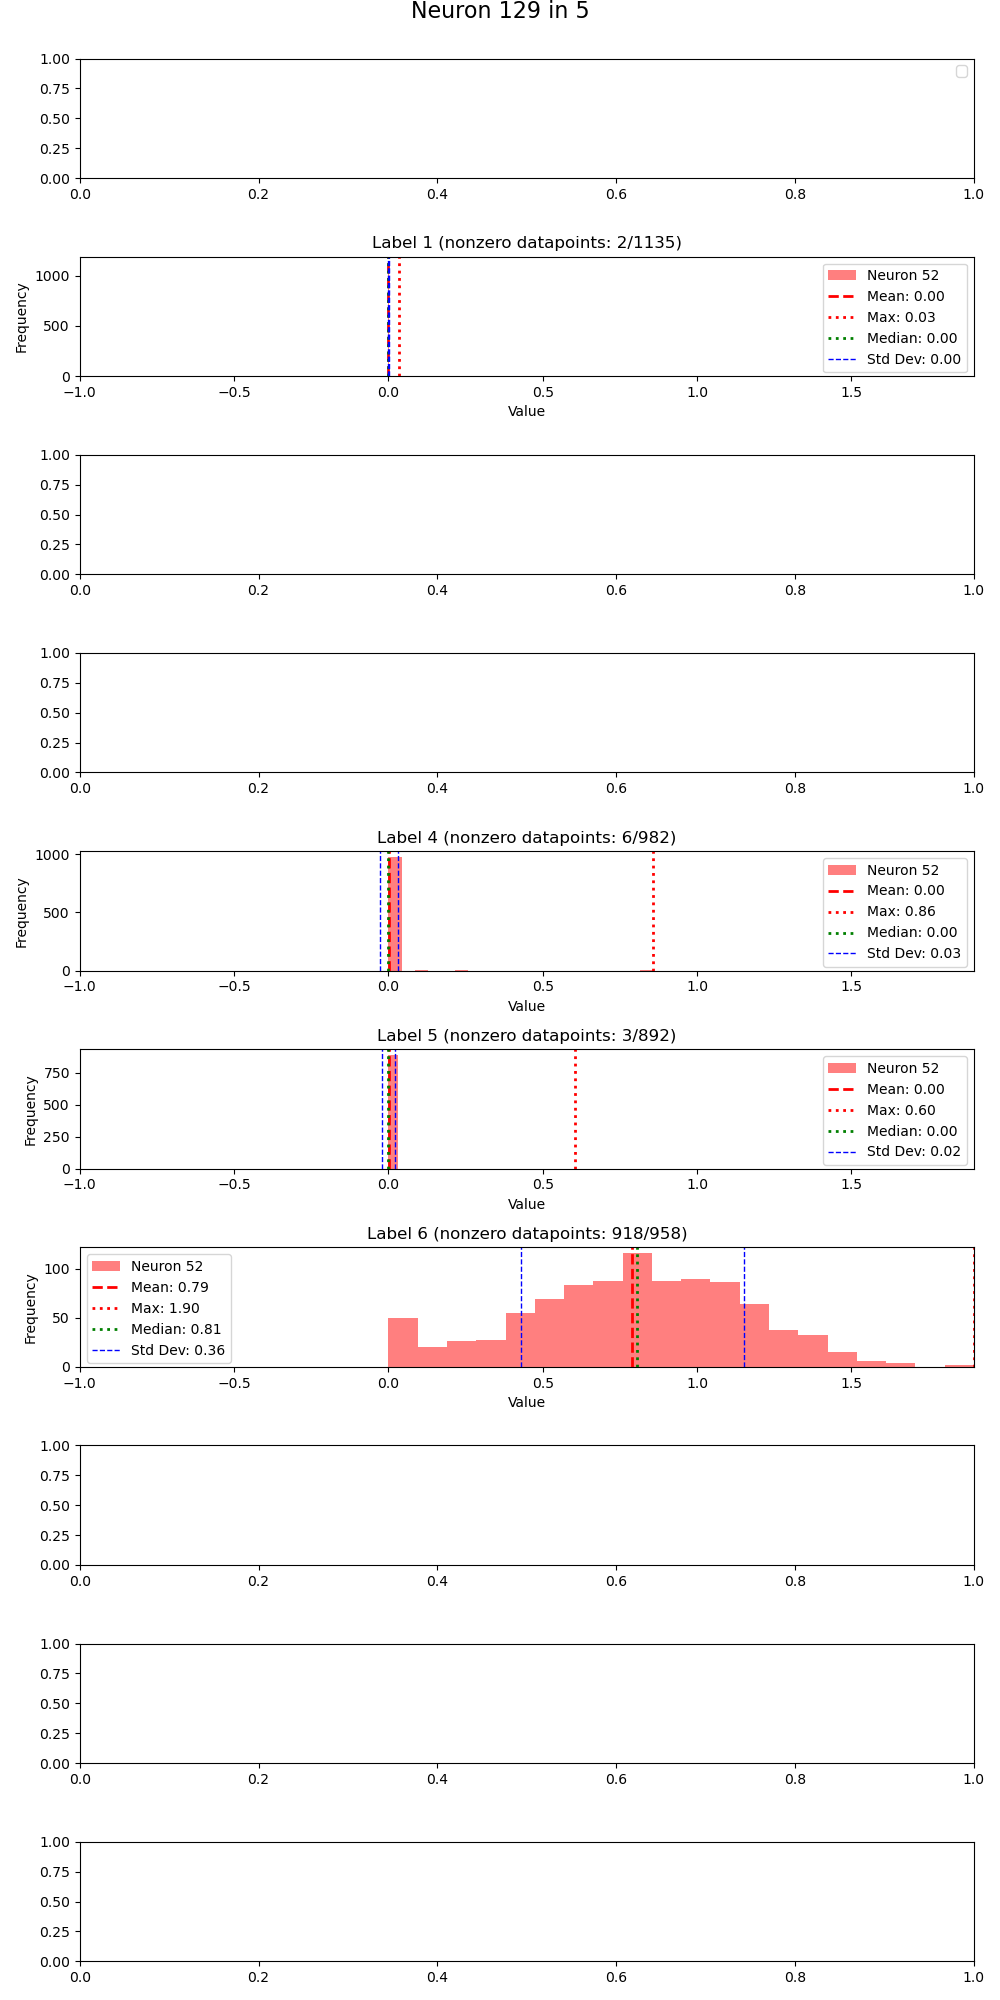 Neuron 129 in 5
1.00
0.75
0.50
0.25
0.00
0.0 0.2 0.4 0.6 0.8 1.0
Label 1 (nonzero datapoints: 2/1135)
Frequency
1000
500
0
Neuron 52
Mean: 0.00
Max: 0.03
Median: 0.00
Std Dev: 0.00
−1.0 −0.5 0.0 0.5 1.0 1.5
Value
1.00
0.75
0.50
0.25
0.00
0.0 0.2 0.4 0.6 0.8 1.0
1.00
0.75
0.50
0.25
0.00
0.0 0.2 0.4 0.6 0.8 1.0
Label 4 (nonzero datapoints: 6/982)
Frequency
1000
500
0
Neuron 52
Mean: 0.00
Max: 0.86
Median: 0.00
Std Dev: 0.03
−1.0 −0.5 0.0 0.5 1.0 1.5
Value
Label 5 (nonzero datapoints: 3/892)
Frequency
750
500
250
0
Neuron 52
Mean: 0.00
Max: 0.60
Median: 0.00
Std Dev: 0.02
−1.0 −0.5 0.0 0.5 1.0 1.5
Value
Label 6 (nonzero datapoints: 918/958)
Frequency
100
50
0
Neuron 52
Mean: 0.79
Max: 1.90
Median: 0.81
Std Dev: 0.36
−1.0 −0.5 0.0 0.5 1.0 1.5
Value
1.00
0.75
0.50
0.25
0.00
0.0 0.2 0.4 0.6 0.8 1.0
1.00
0.75
0.50
0.25
0.00
0.0 0.2 0.4 0.6 0.8 1.0
1.00
0.75
0.50
0.25
0.00
0.0 0.2 0.4 0.6 0.8 1.0